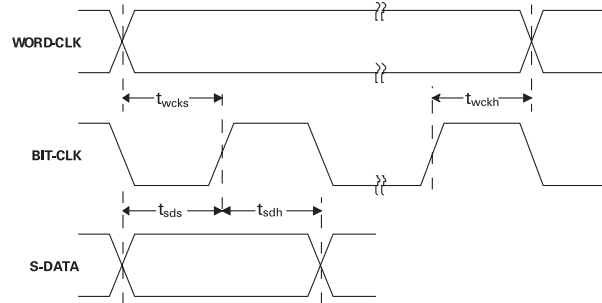 WORD-CLK
twcks
twckh
BIT-CLK
tsds
tsdh
S-DATA